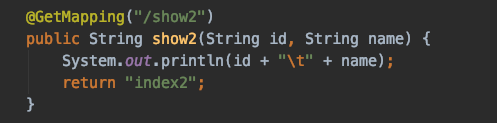 @GetMapping("/show2")
public String show2(String id, String name) {
    System.out.println(id + "\t" + name);
    return "index2";
}